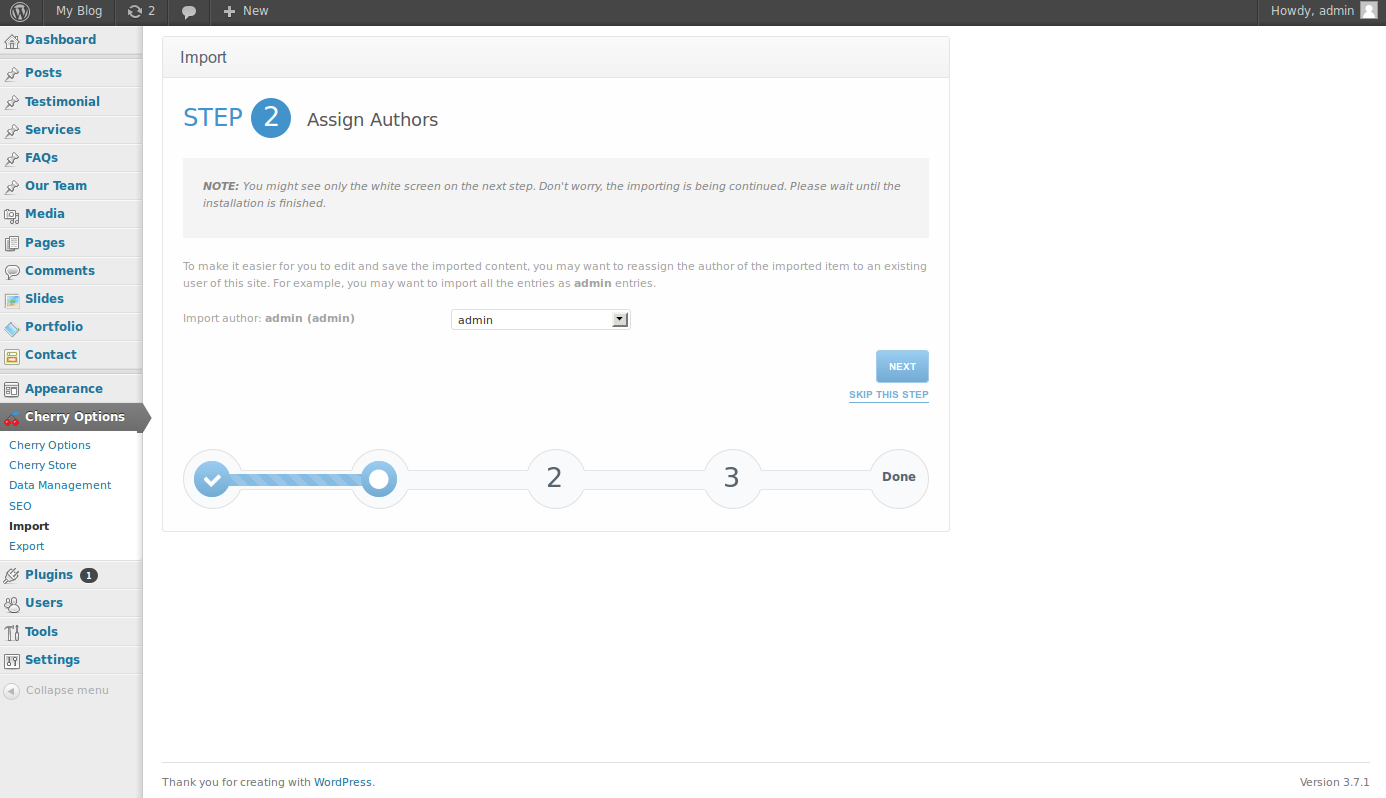 My Blog 2 New Howdy, admin
Dashboard
Posts
Testimonial
Services
FAQs
Our Team
Media
Pages
Comments
Slides
Portfolio
Contact
Appearance
Cherry Options
Cherry Options
Cherry Store
Data Management
SEO
Import
Export
Plugins 1
Users
Tools
Settings
Collapse menu
Import
STEP 2 Assign Authors
NOTE: You might see only the white screen on the next step. Don't worry, the importing is being continued. Please wait until the
installation is finished.
To make it easier for you to edit and save the imported content, you may want to reassign the author of the imported item to an existing
user of this site. For example, you may want to import all the entries as admin entries.
Import author: admin (admin) admin
NEXT
SKIP THIS STEP
2 3 Done
Thank you for creating with WordPress. Version 3.7.1